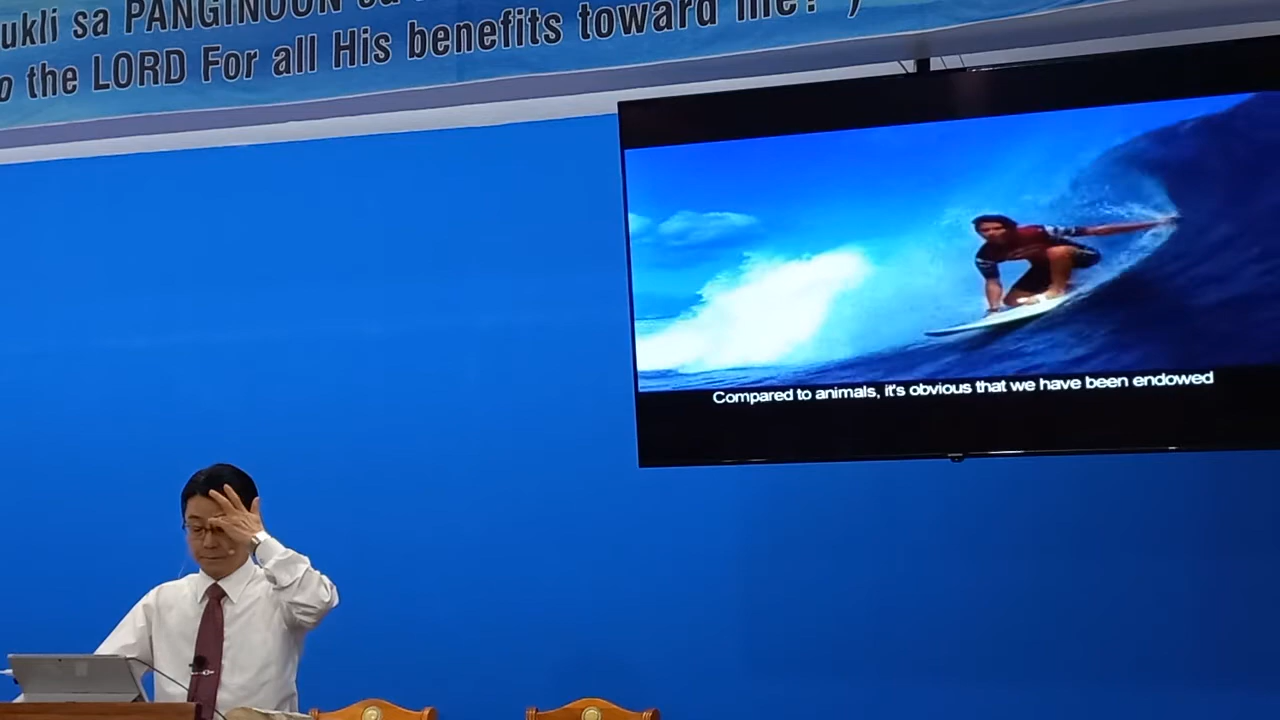 ukli sa PANGINOON sa
the LORD For all His benefits toward me?")
Compared to animals, it's obvious that we have been endowed